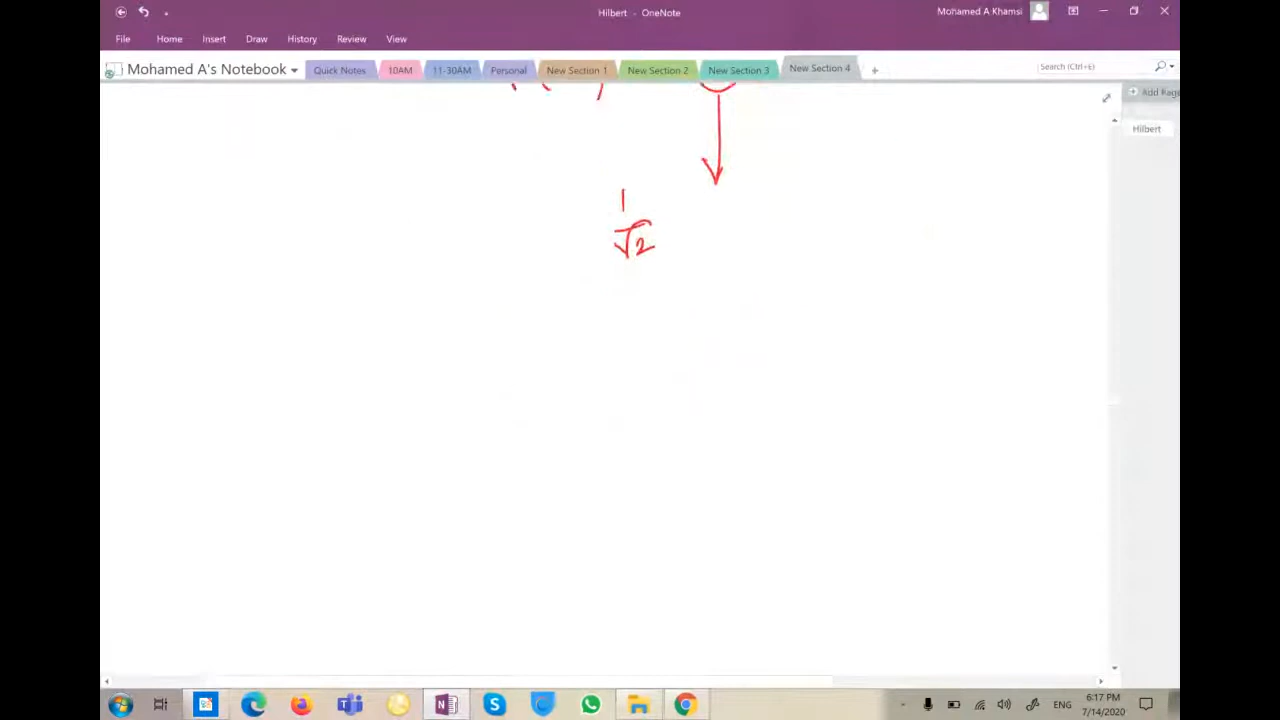 Hilbert - OneNote
Mohamed A Khamsi
File Home Insert Draw History Review View
Mohamed A's Notebook
Quick Notes 10AM 11-30AM Personal New Section 1 New Section 2 New Section 3 New Section 4
Search (Ctrl+E)
Add Page
Hilbert
1
√2
6:17 PM
ENG
7/14/2020